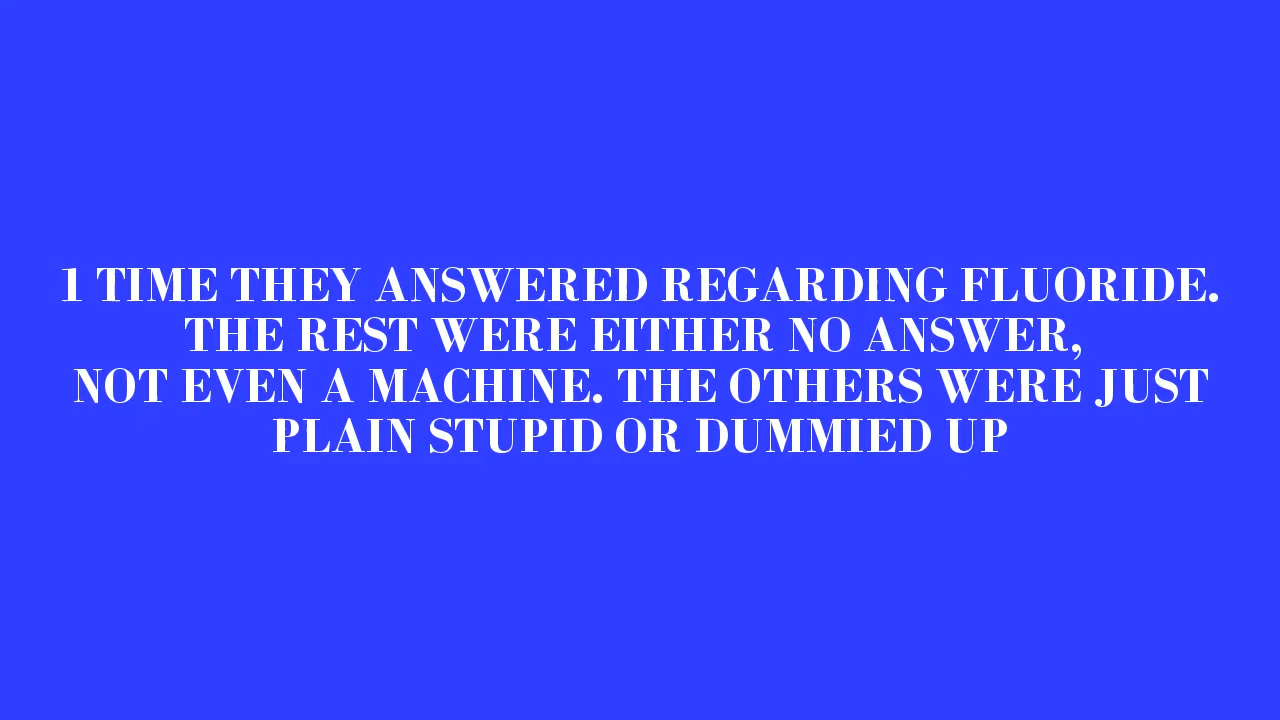 1 TIME THEY ANSWERED REGARDING FLUORIDE.
THE REST WERE EITHER NO ANSWER,
NOT EVEN A MACHINE. THE OTHERS WERE JUST
PLAIN STUPID OR DUMMIED UP